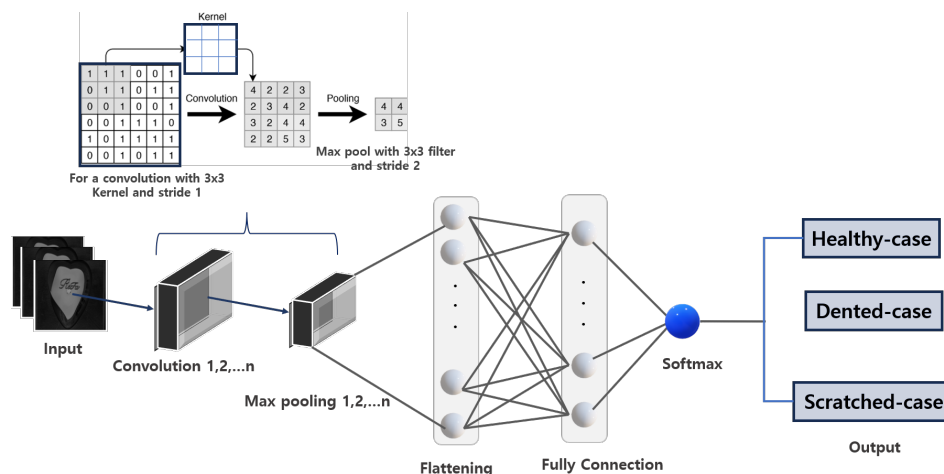 Kernel
1 1 1 0 0 1
0 1 1 0 1 1
0 0 1 0 0 1
0 0 1 1 1 0
1 0 1 1 1 1
0 0 1 0 1 1
Convolution
4 2 2 3
2 3 4 2
3 2 4 4
2 2 5 3
Pooling
4 4
3 5
For a convolution with 3x3
Kernel and stride 1
Max pool with 3x3 filter
and stride 2
Input
Convolution 1,2,...n
Max pooling 1,2,...n
Flattening
Fully Connection
Softmax
Healthy-case
Dented-case
Scratched-case
Output